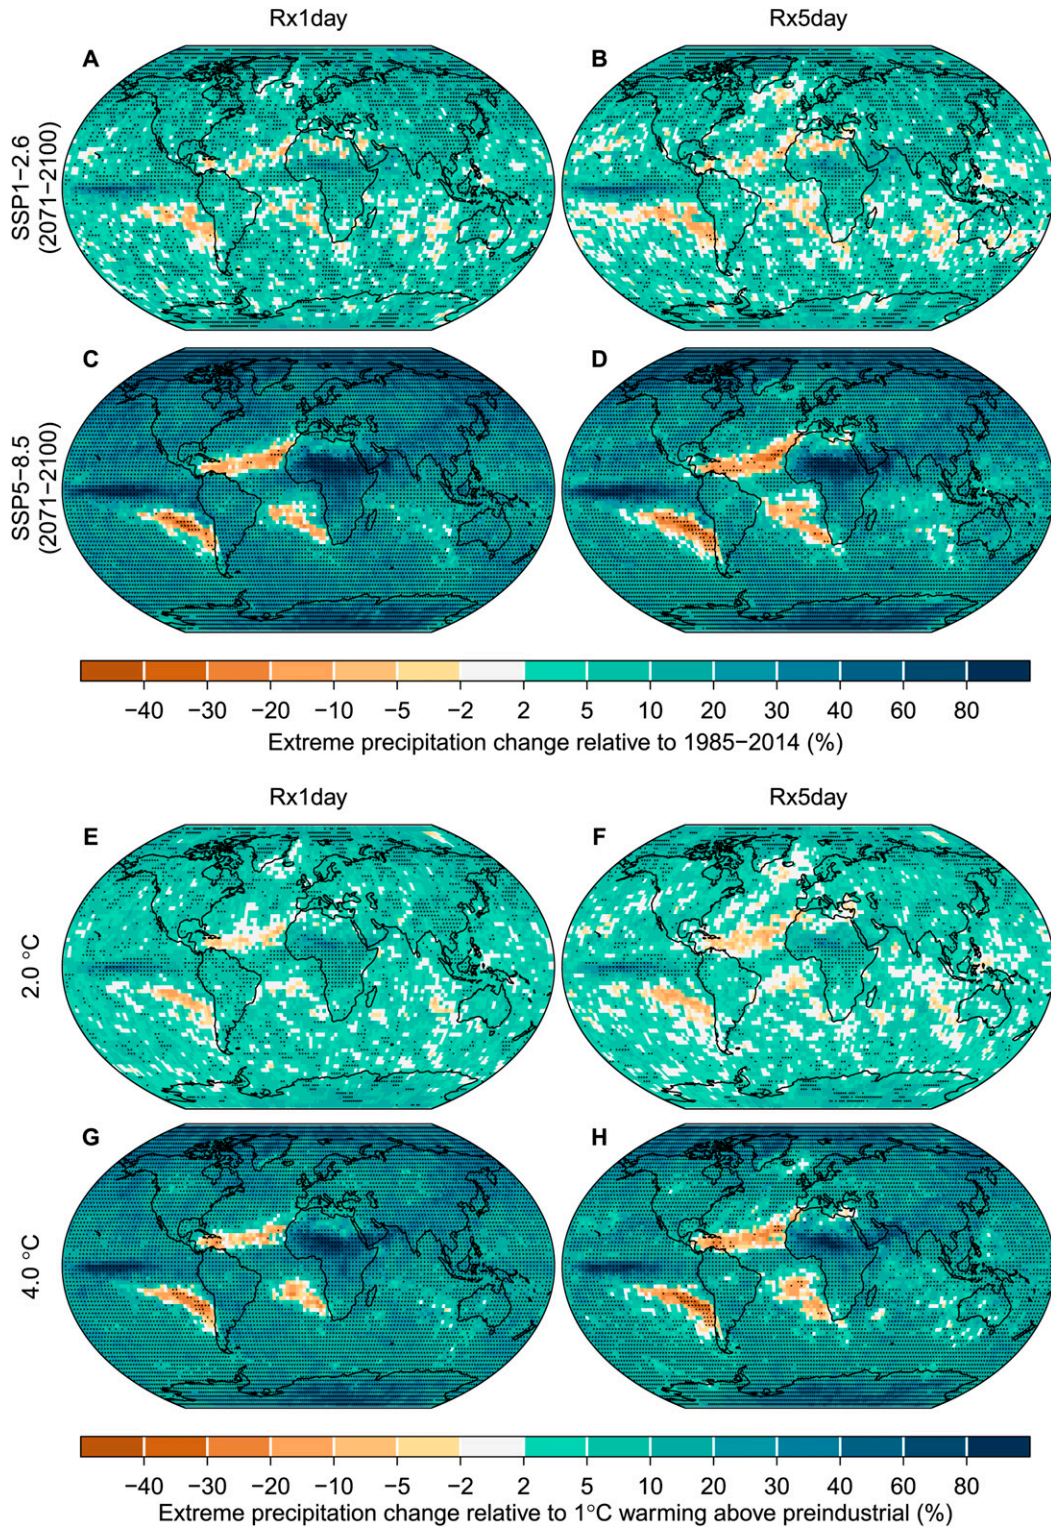 Rx1day Rx5day
A B
SSP1−2.6
(2071−2100)
C D
SSP5−8.5
(2071−2100)
−40 −30 −20 −10 −5 −2 2 5 10 20 30 40 60 80
Extreme precipitation change relative to 1985−2014 (%)
Rx1day Rx5day
E F
2.0 °C
G H
4.0 °C
−40 −30 −20 −10 −5 −2 2 5 10 20 30 40 60 80
Extreme precipitation change relative to 1°C warming above preindustrial (%)